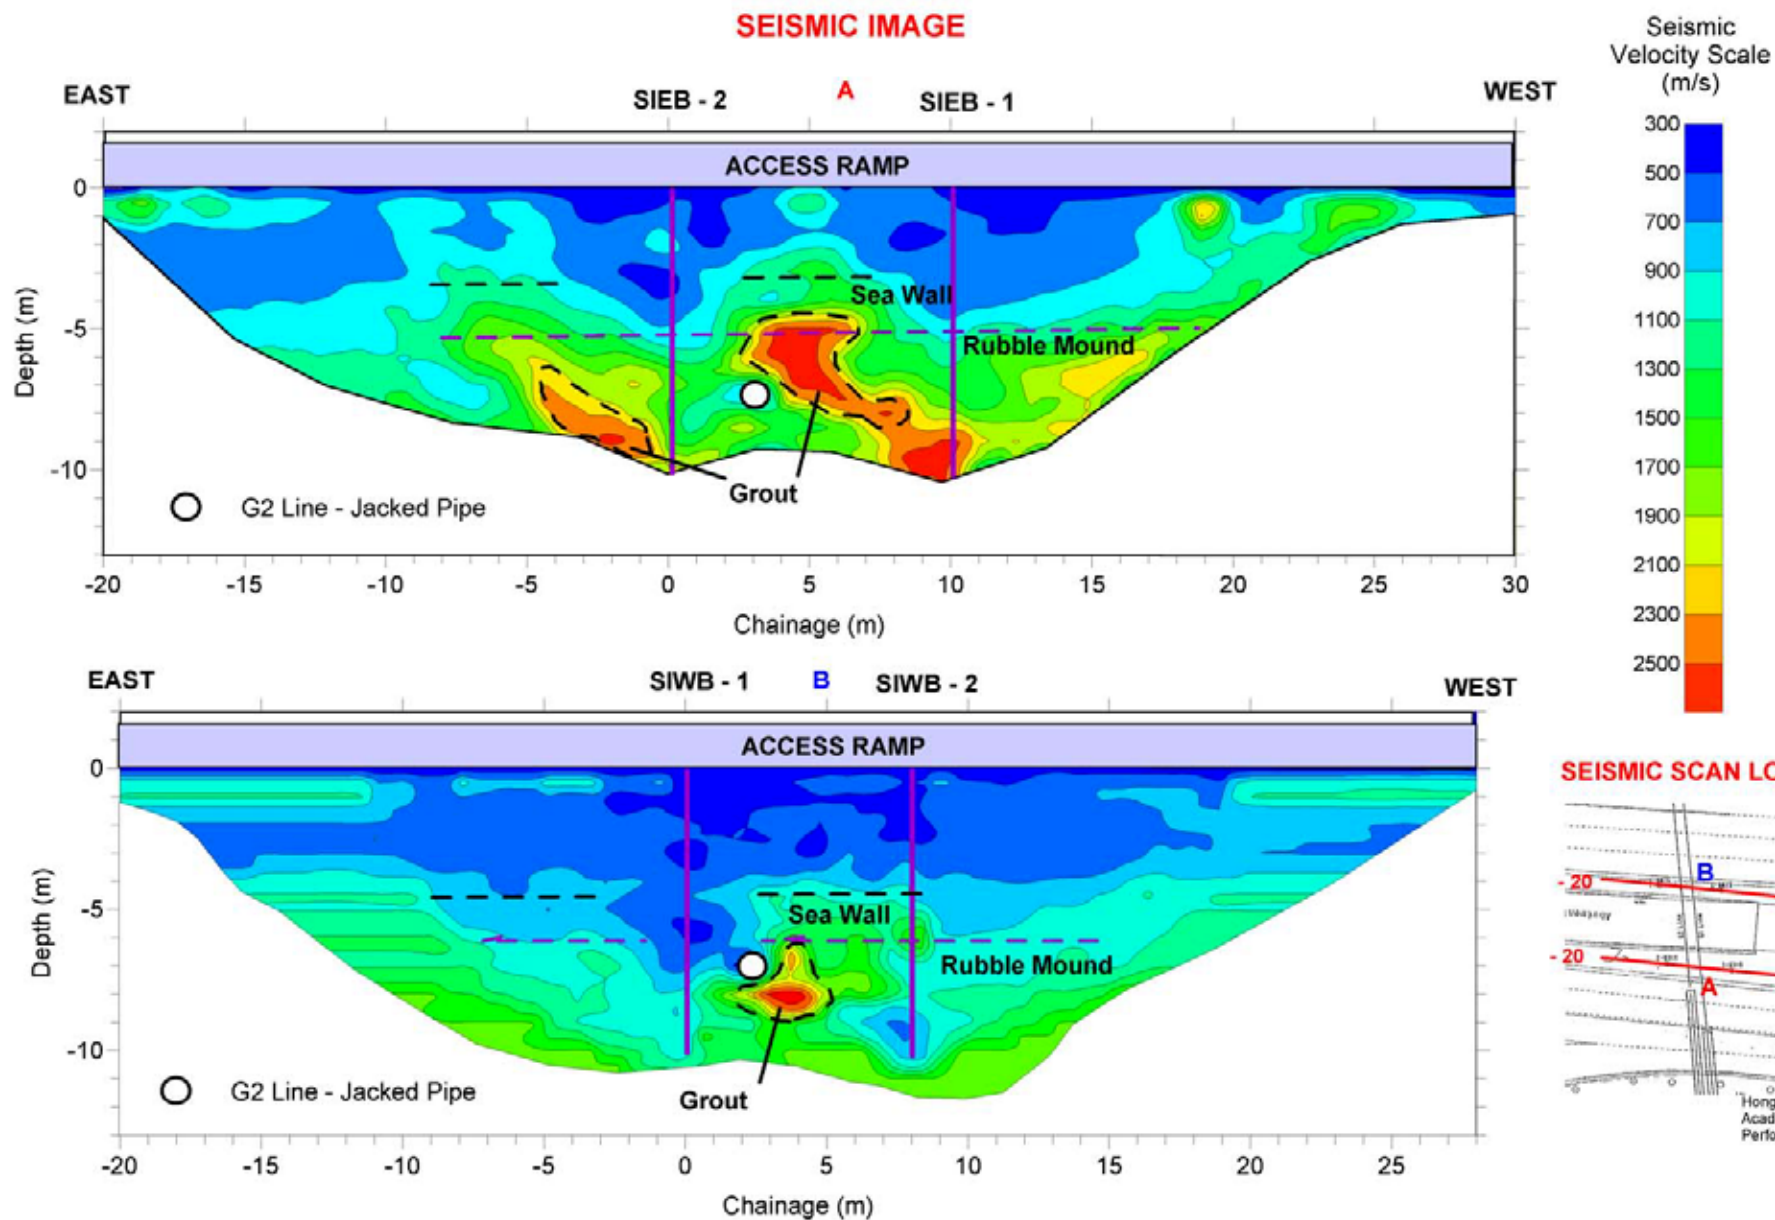 SEISMIC IMAGE
Seismic
Velocity Scale
(m/s)
EAST
SIEB - 2
A
SIEB - 1
WEST
ACCESS RAMP
0
-5
-10
Depth (m)
Sea Wall
Rubble Mound
Grout
G2 Line - Jacked Pipe
-20 -15 -10 -5 0 5 10 15 20 25 30
Chainage (m)
300
500
700
900
1100
1300
1500
1700
1900
2100
2300
2500
EAST
SIWB - 1
B
SIWB - 2
WEST
ACCESS RAMP
0
-5
-10
Depth (m)
Sea Wall
Rubble Mound
Grout
G2 Line - Jacked Pipe
-20 -15 -10 -5 0 5 10 15 20 25
Chainage (m)
SEISMIC SCAN LO
B
- 20
- 20
A
Hong
Acad
Perfo